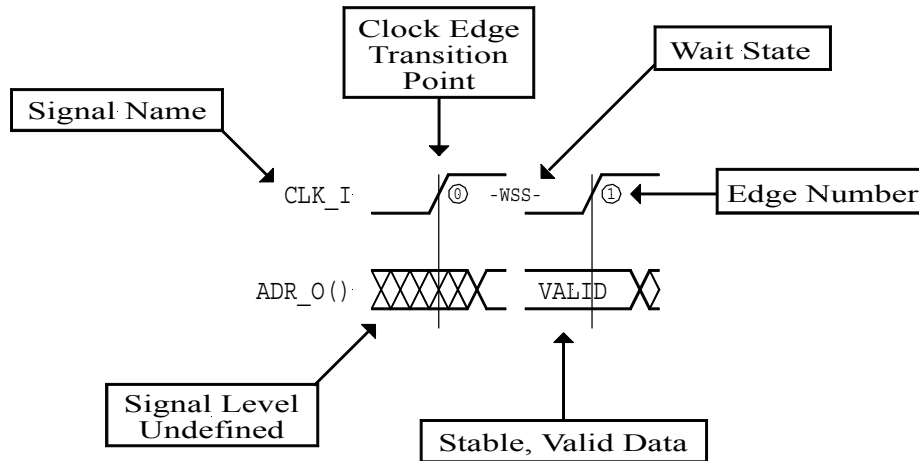 Clock Edge
Transition
Point
Wait State
Signal Name
CLK_I
0
-WSS-
1
Edge Number
ADR_O()
VALID
Signal Level
Undefined
Stable, Valid Data